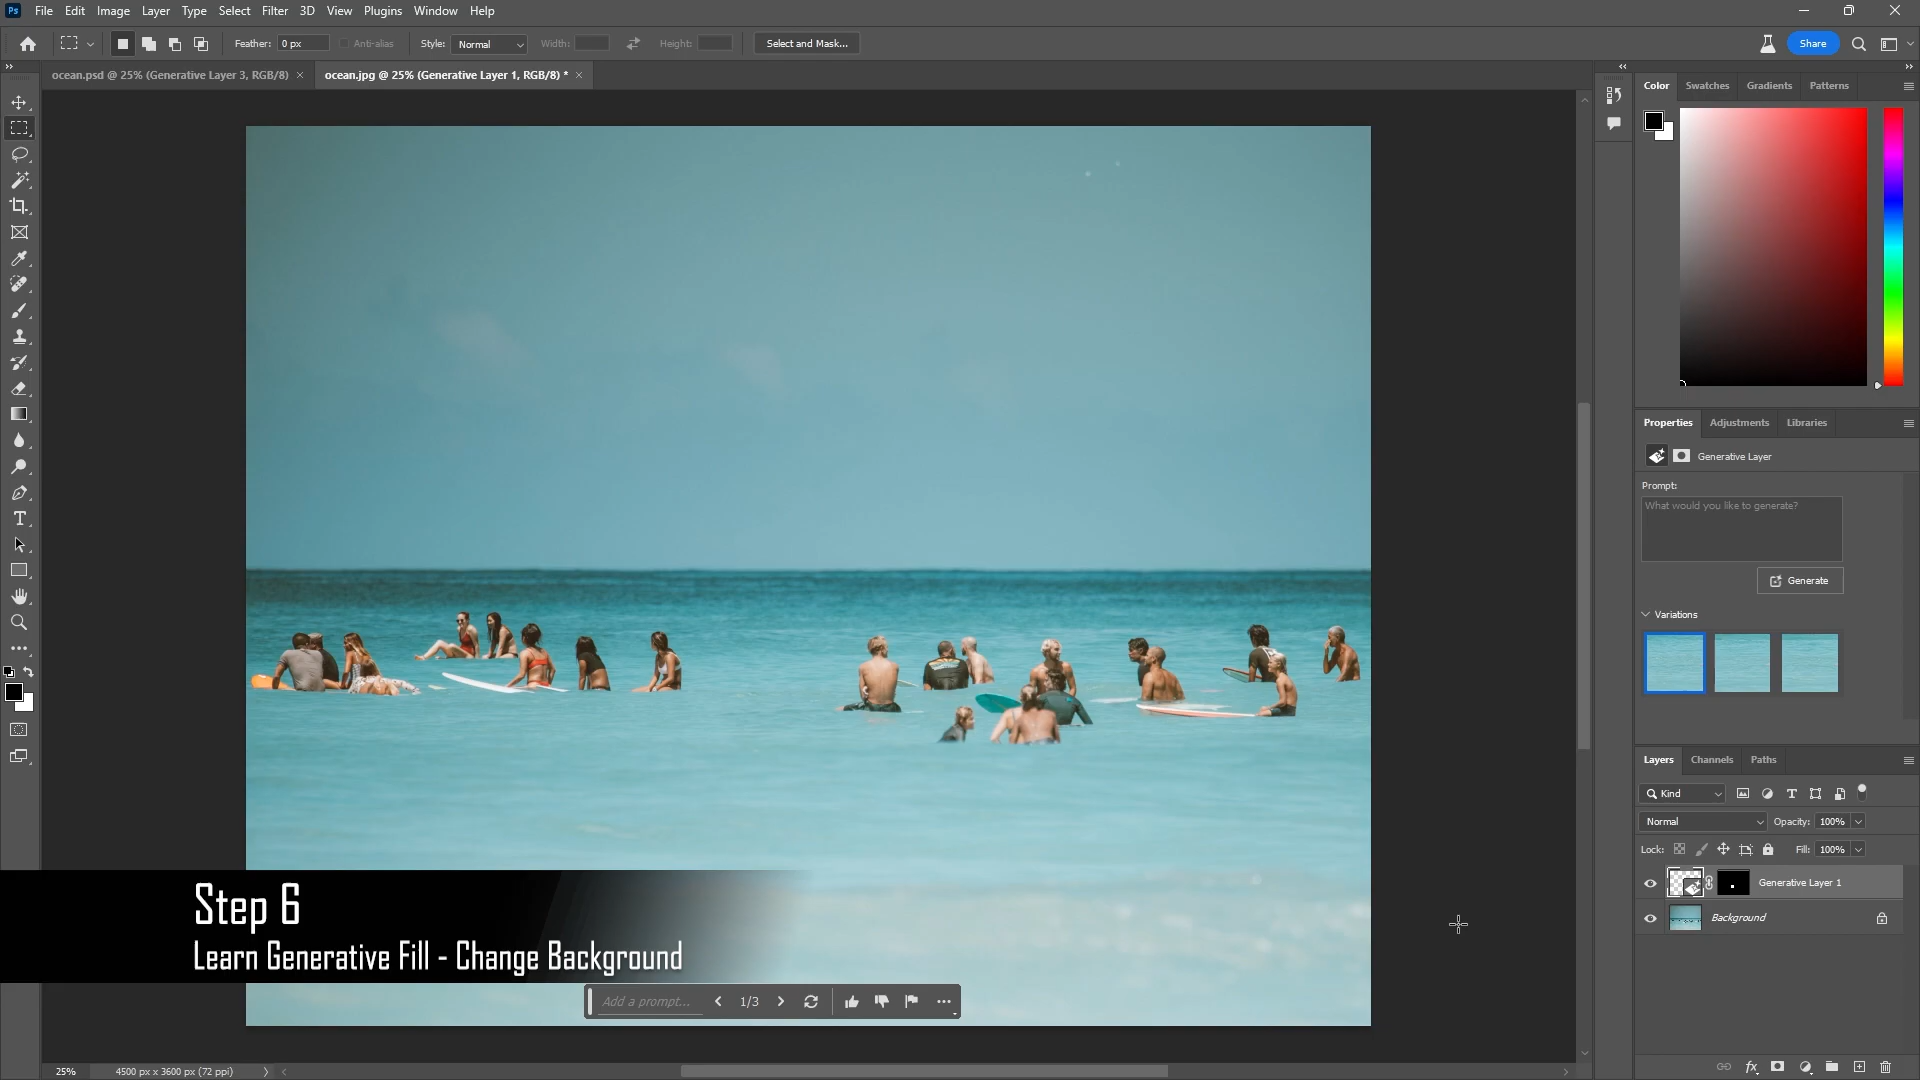 Ps File Edit Image Layer Type Select Filter 3D View Plugins Window Help
Feather: 0 px Anti-alias Style: Normal Width: Height: Select and Mask... Share
ocean.psd @ 25% (Generative Layer 3, RGB/8) × ocean.jpg @ 25% (Generative Layer 1, RGB/8) * ×
Color Swatches Gradients Patterns
Properties Adjustments Libraries
Generative Layer
Prompt:
What would you like to generate?
Generate
Variations
Layers Channels Paths
Kind
Normal Opacity: 100%
Lock: Fill: 100%
Generative Layer 1
Background
Step 6
Learn Generative Fill - Change Background
Add a prompt... 1/3
25% 4500 px x 3600 px (72 ppi)